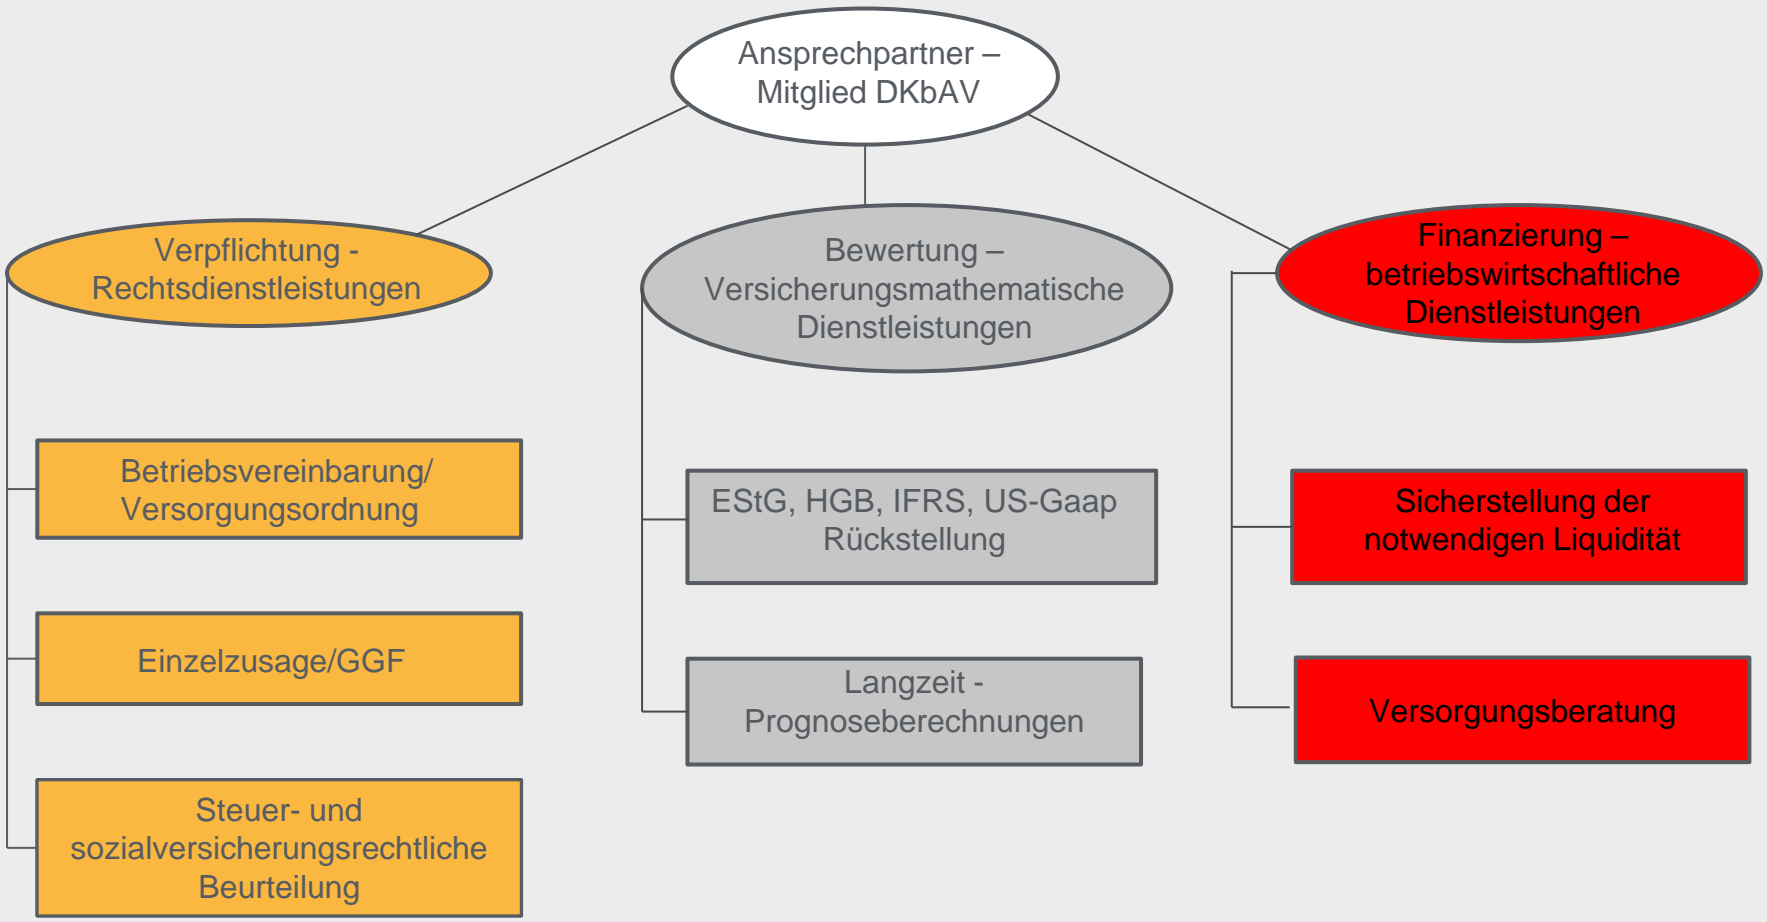 Ansprechpartner –
Mitglied DKbAV
Verpflichtung -
Rechtsdienstleistungen
Bewertung –
Versicherungsmathematische
Dienstleistungen
Finanzierung –
betriebswirtschaftliche
Dienstleistungen
Betriebsvereinbarung/
Versorgungsordnung
Einzelzusage/GGF
Steuer- und
sozialversicherungsrechtliche
Beurteilung
EStG, HGB, IFRS, US-Gaap
Rückstellung
Langzeit -
Prognoseberechnungen
Sicherstellung der
notwendigen Liquidität
Versorgungsberatung